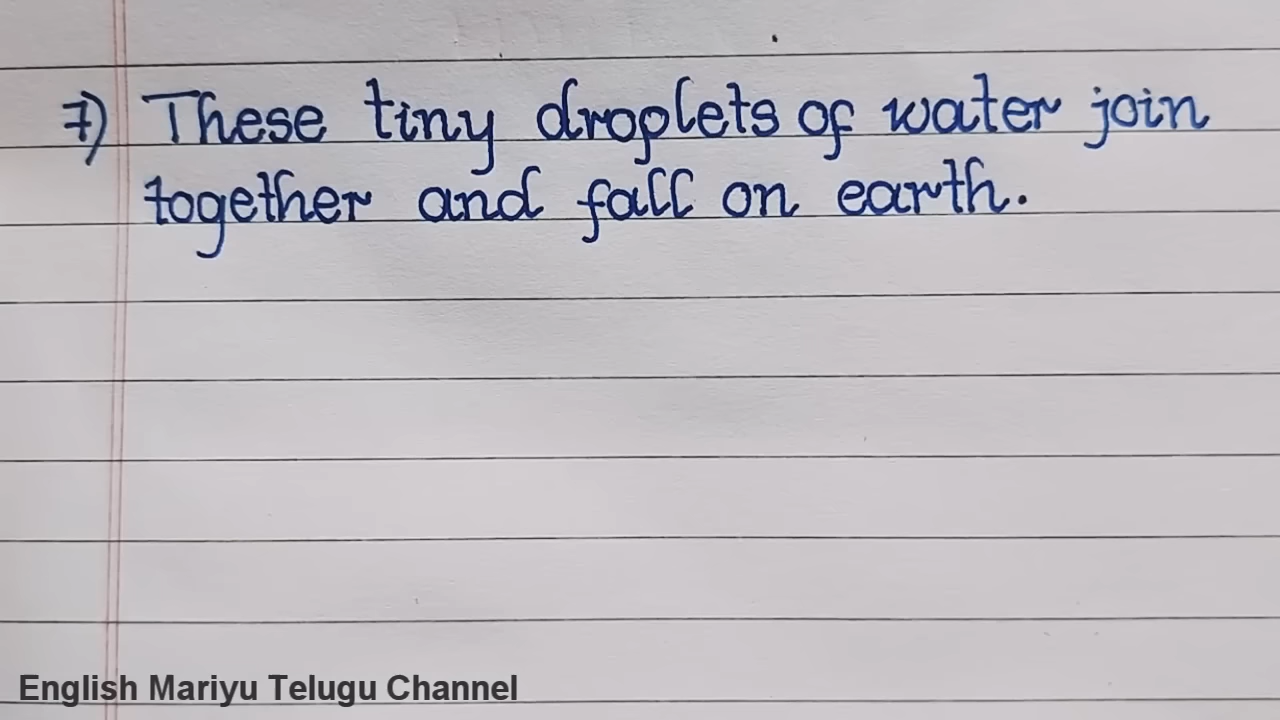 7) These tiny droplets of water join
together and fall on earth.
English Mariyu Telugu Channel